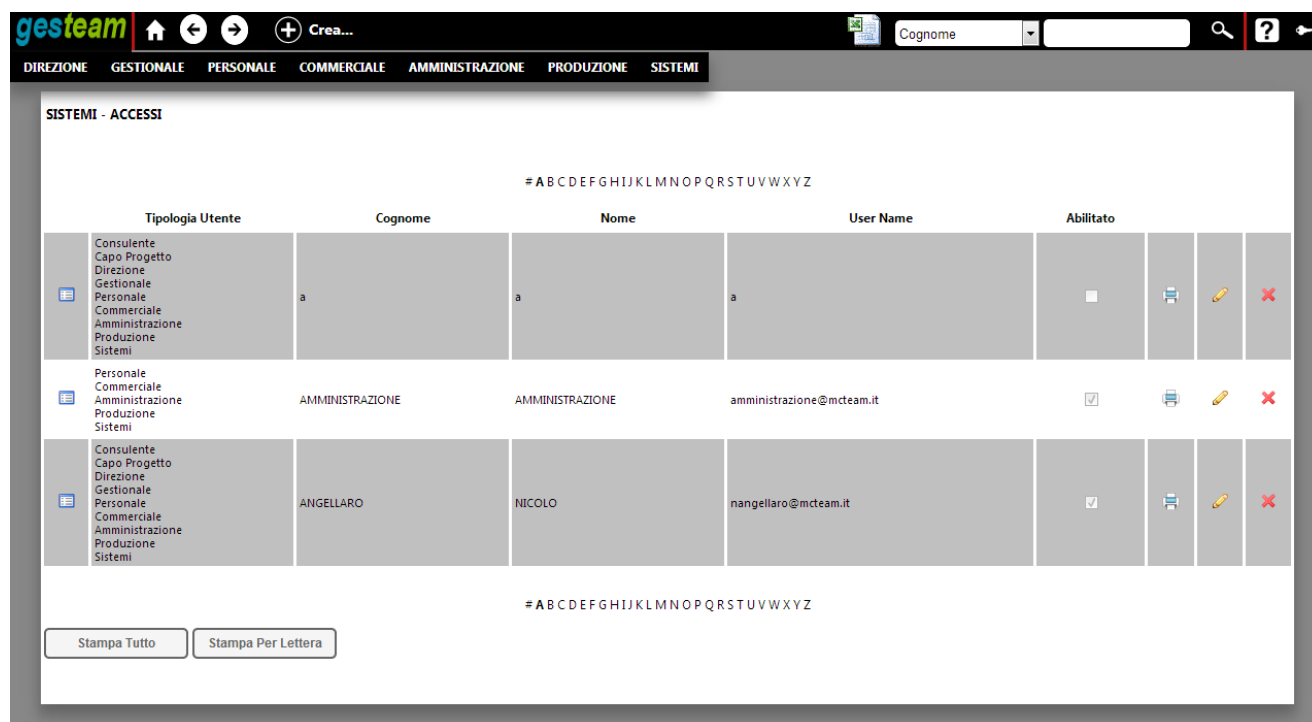 gesteam Crea... Cognome ?
DIREZIONE GESTIONALE PERSONALE COMMERCIALE AMMINISTRAZIONE PRODUZIONE SISTEMI
SISTEMI - ACCESSI
# A B C D E F G H I J K L M N O P Q R S T U V W X Y Z
Tipologia Utente Cognome Nome User Name Abilitato
Consulente
Capo Progetto
Direzione
Gestionale
Personale a a a
Commerciale
Amministrazione
Produzione
Sistemi
Personale
Commerciale
Amministrazione AMMINISTRAZIONE AMMINISTRAZIONE amministrazione@mcteam.it
Produzione
Sistemi
Consulente
Capo Progetto
Direzione
Gestionale
Personale ANGELLARO NICOLO nangellaro@mcteam.it
Commerciale
Amministrazione
Produzione
Sistemi
# A B C D E F G H I J K L M N O P Q R S T U V W X Y Z
Stampa Tutto Stampa Per Lettera